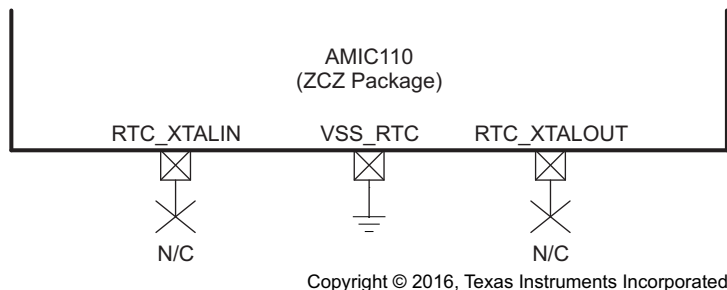 AMIC110
(ZCZ Package)
RTC_XTALIN VSS_RTC RTC_XTALOUT
N/C N/C
Copyright © 2016, Texas Instruments Incorporated